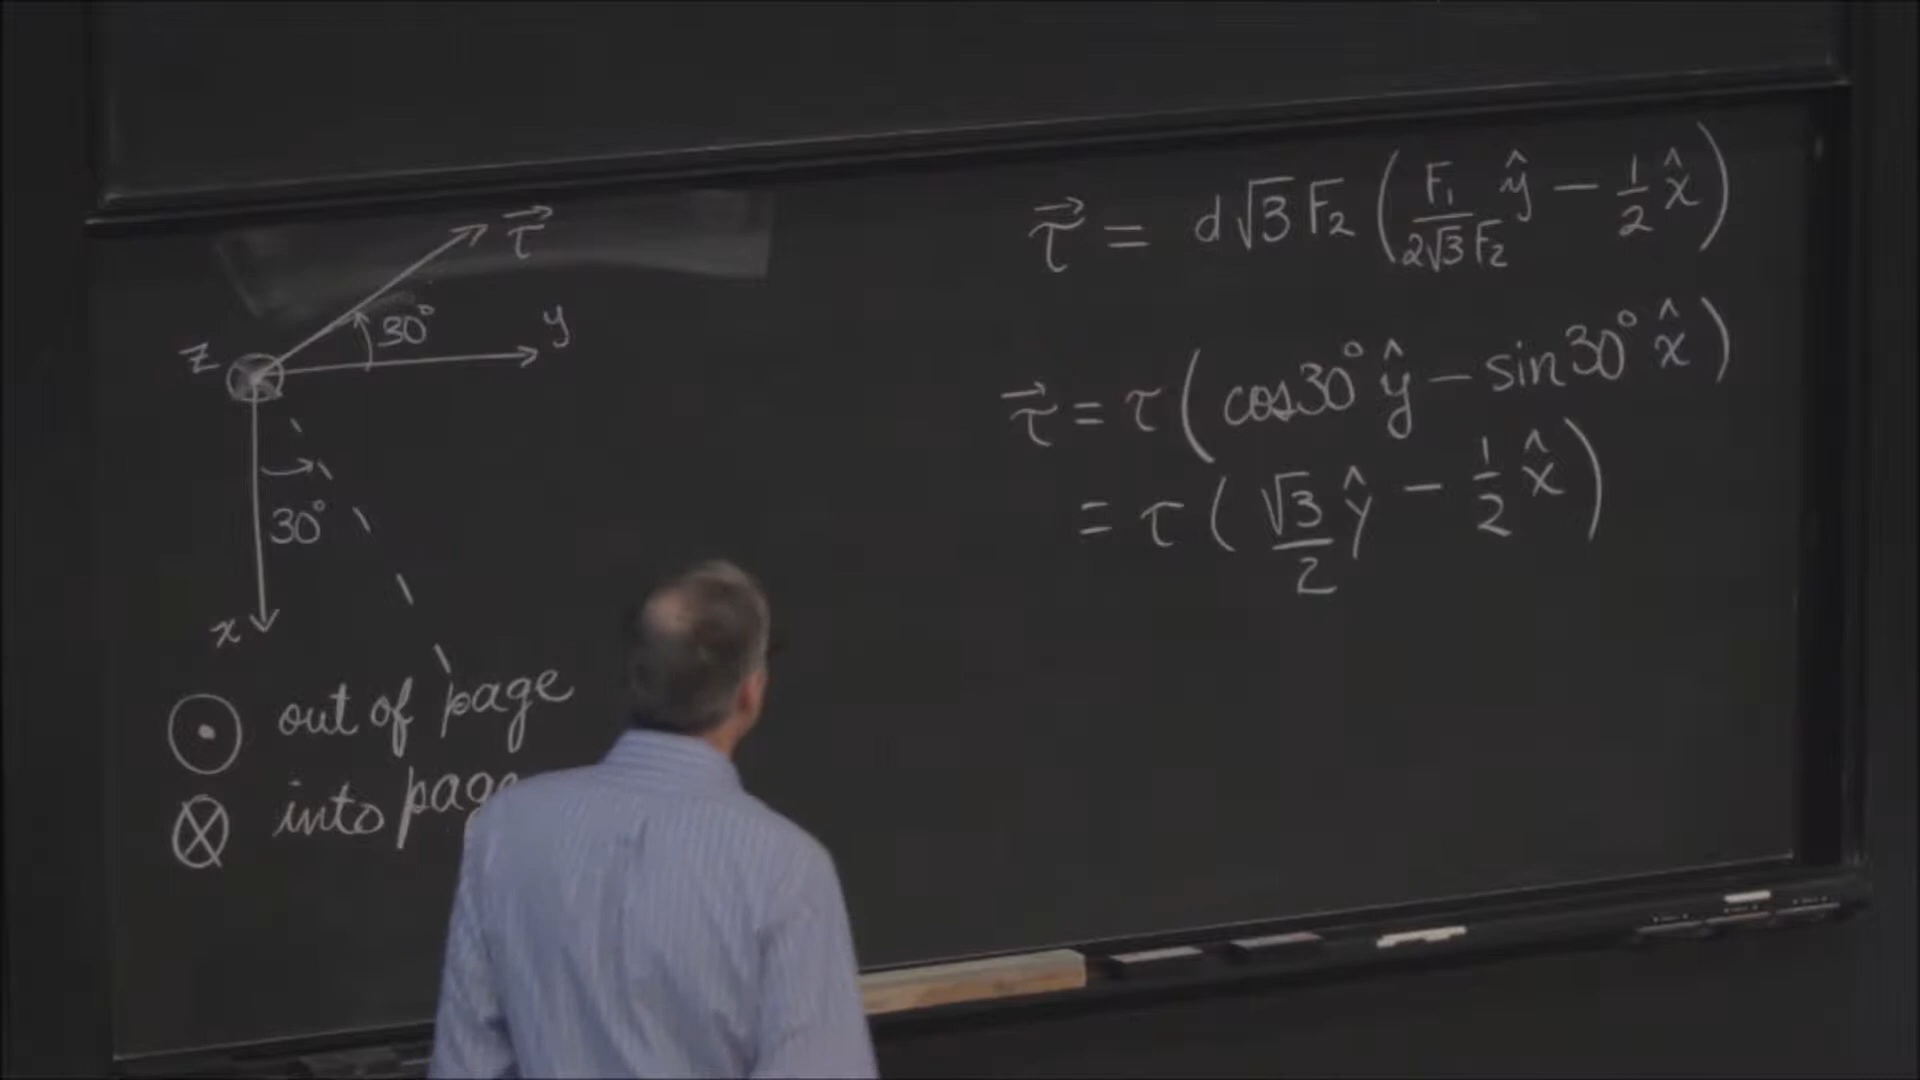 τ⃗
30°
y
z
30°
x
⊙ out of page
⊗ into
τ⃗ = d√3 F₂ (F₁/(2√3 F₂) ŷ − 1/2 x̂)
τ⃗ = τ (cos30° ŷ − sin30° x̂)
= τ (√3/2 ŷ − 1/2 x̂)